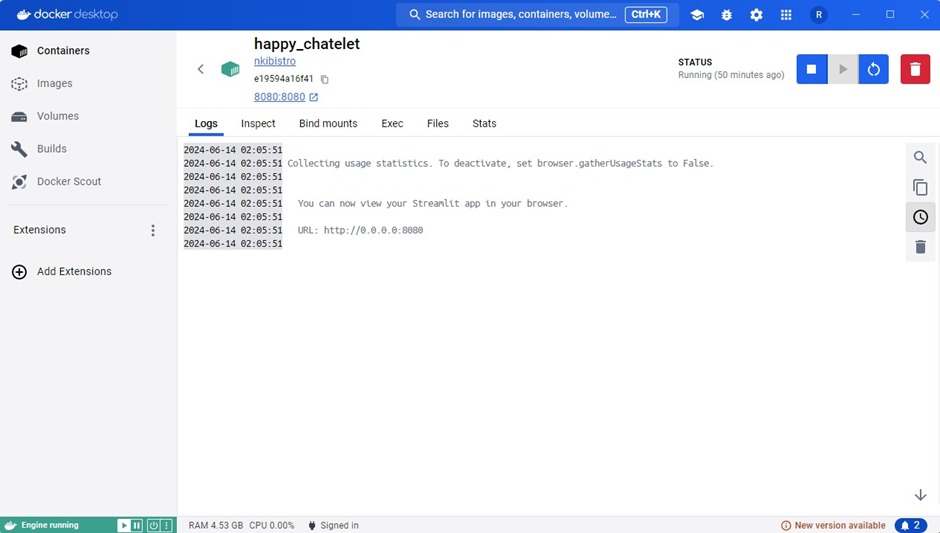 docker desktop
Search for images, containers, volume... Ctrl+K
R
Containers
Images
Volumes
Builds
Docker Scout
Extensions
Add Extensions
happy_chatelet
nkibistro
e19594a16f41
8080:8080
STATUS
Running (50 minutes ago)
Logs Inspect Bind mounts Exec Files Stats
2024-06-14 02:05:51
2024-06-14 02:05:51 Collecting usage statistics. To deactivate, set browser.gatherUsageStats to False.
2024-06-14 02:05:51
2024-06-14 02:05:51
2024-06-14 02:05:51 You can now view your Streamlit app in your browser.
2024-06-14 02:05:51
2024-06-14 02:05:51 URL: http://0.0.0.0:8080
2024-06-14 02:05:51
Engine running
RAM 4.53 GB CPU 0.00% Signed in
New version available
2